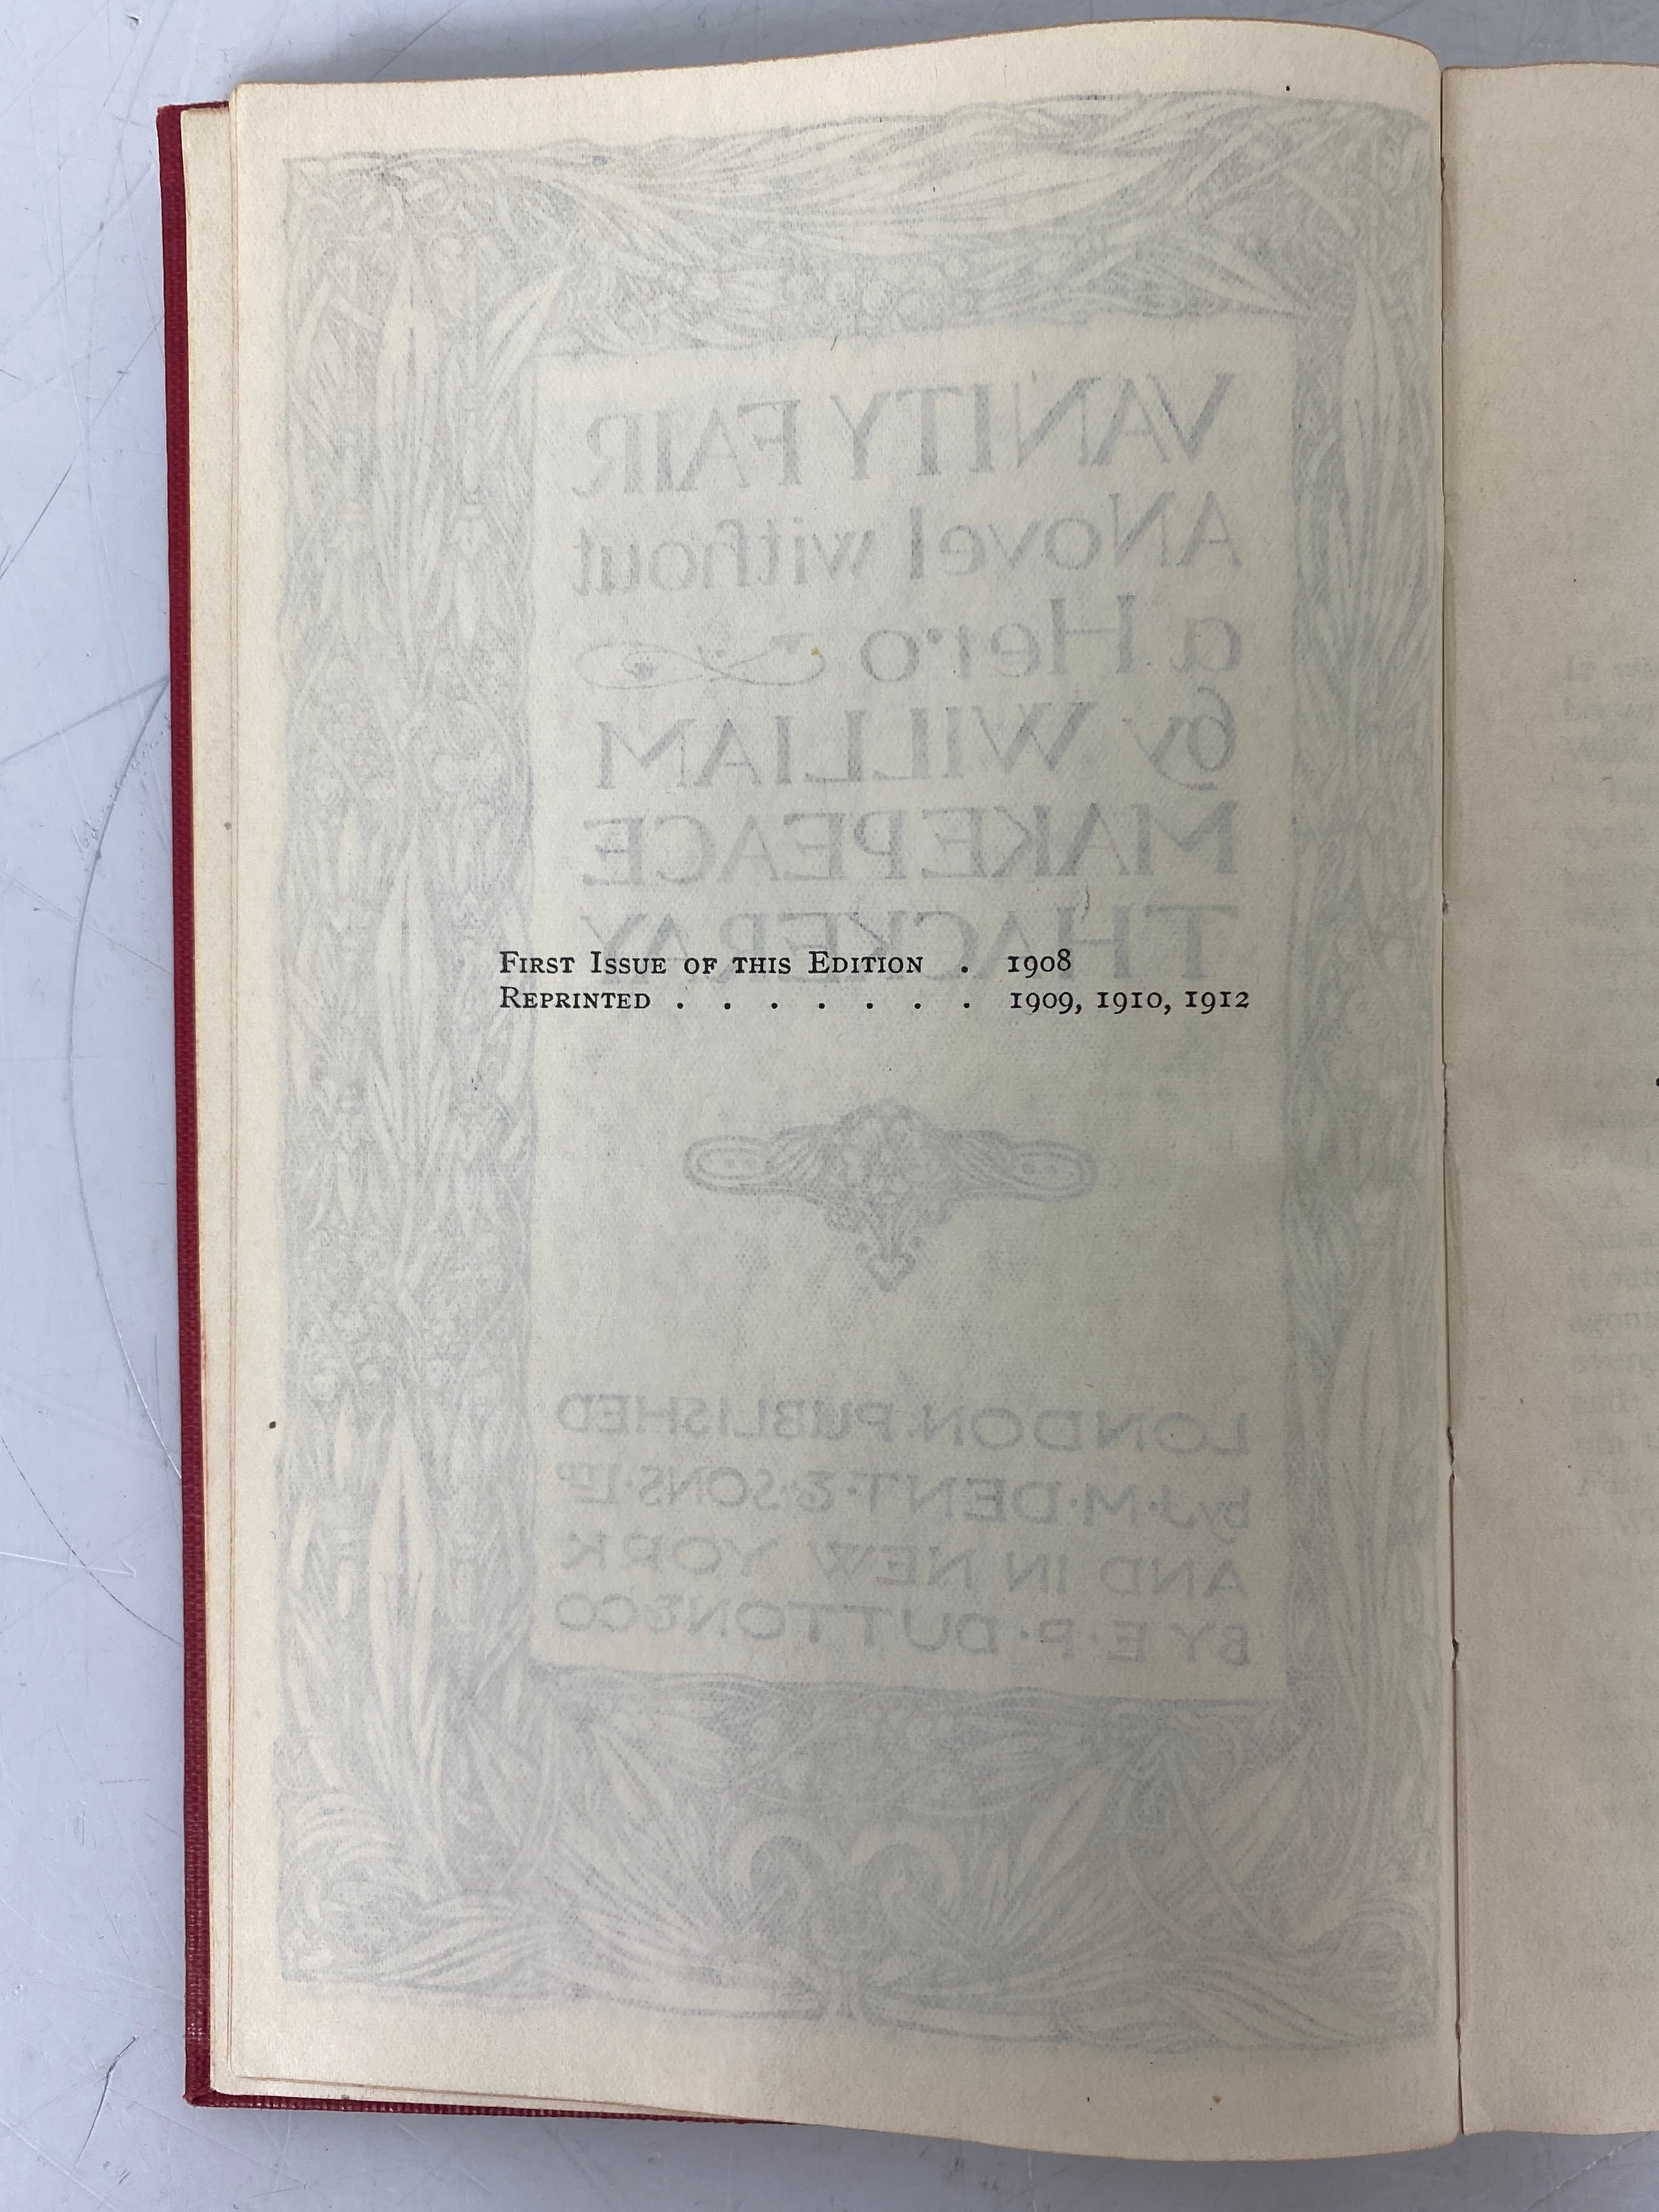 VANITY FAIR
A Novel without
a Hero
by WILLIAM
MAKEPEACE
THACKERAY
FIRST ISSUE OF THIS EDITION . 1908
REPRINTED . . . . . . . 1909, 1910, 1912
LONDON·PUBLISHED
by J·M·DENT·&·SONS·LTD
AND IN NEW YORK
BY E·P·DUTTON&CO